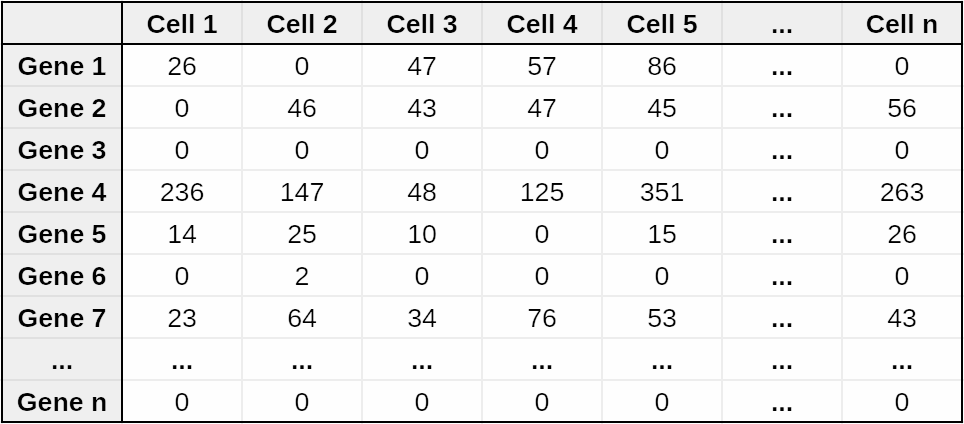 Cell 1 Cell 2 Cell 3 Cell 4 Cell 5 ... Cell n
Gene 1 26 0 47 57 86 ... 0
Gene 2 0 46 43 47 45 ... 56
Gene 3 0 0 0 0 0 ... 0
Gene 4 236 147 48 125 351 ... 263
Gene 5 14 25 10 0 15 ... 26
Gene 6 0 2 0 0 0 ... 0
Gene 7 23 64 34 76 53 ... 43
... ... ... ... ... ... ... ...
Gene n 0 0 0 0 0 ... 0